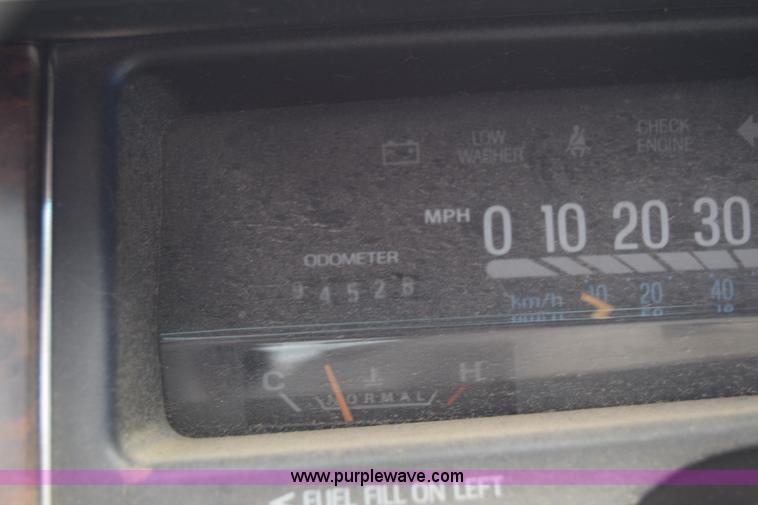 LOW
WASHER
CHECK
ENGINE
MPH 0 10 20 30
ODOMETER
94528
km/h 10 20 40
C H
NORMAL
www.purplewave.com
FUEL FILL ON LEFT